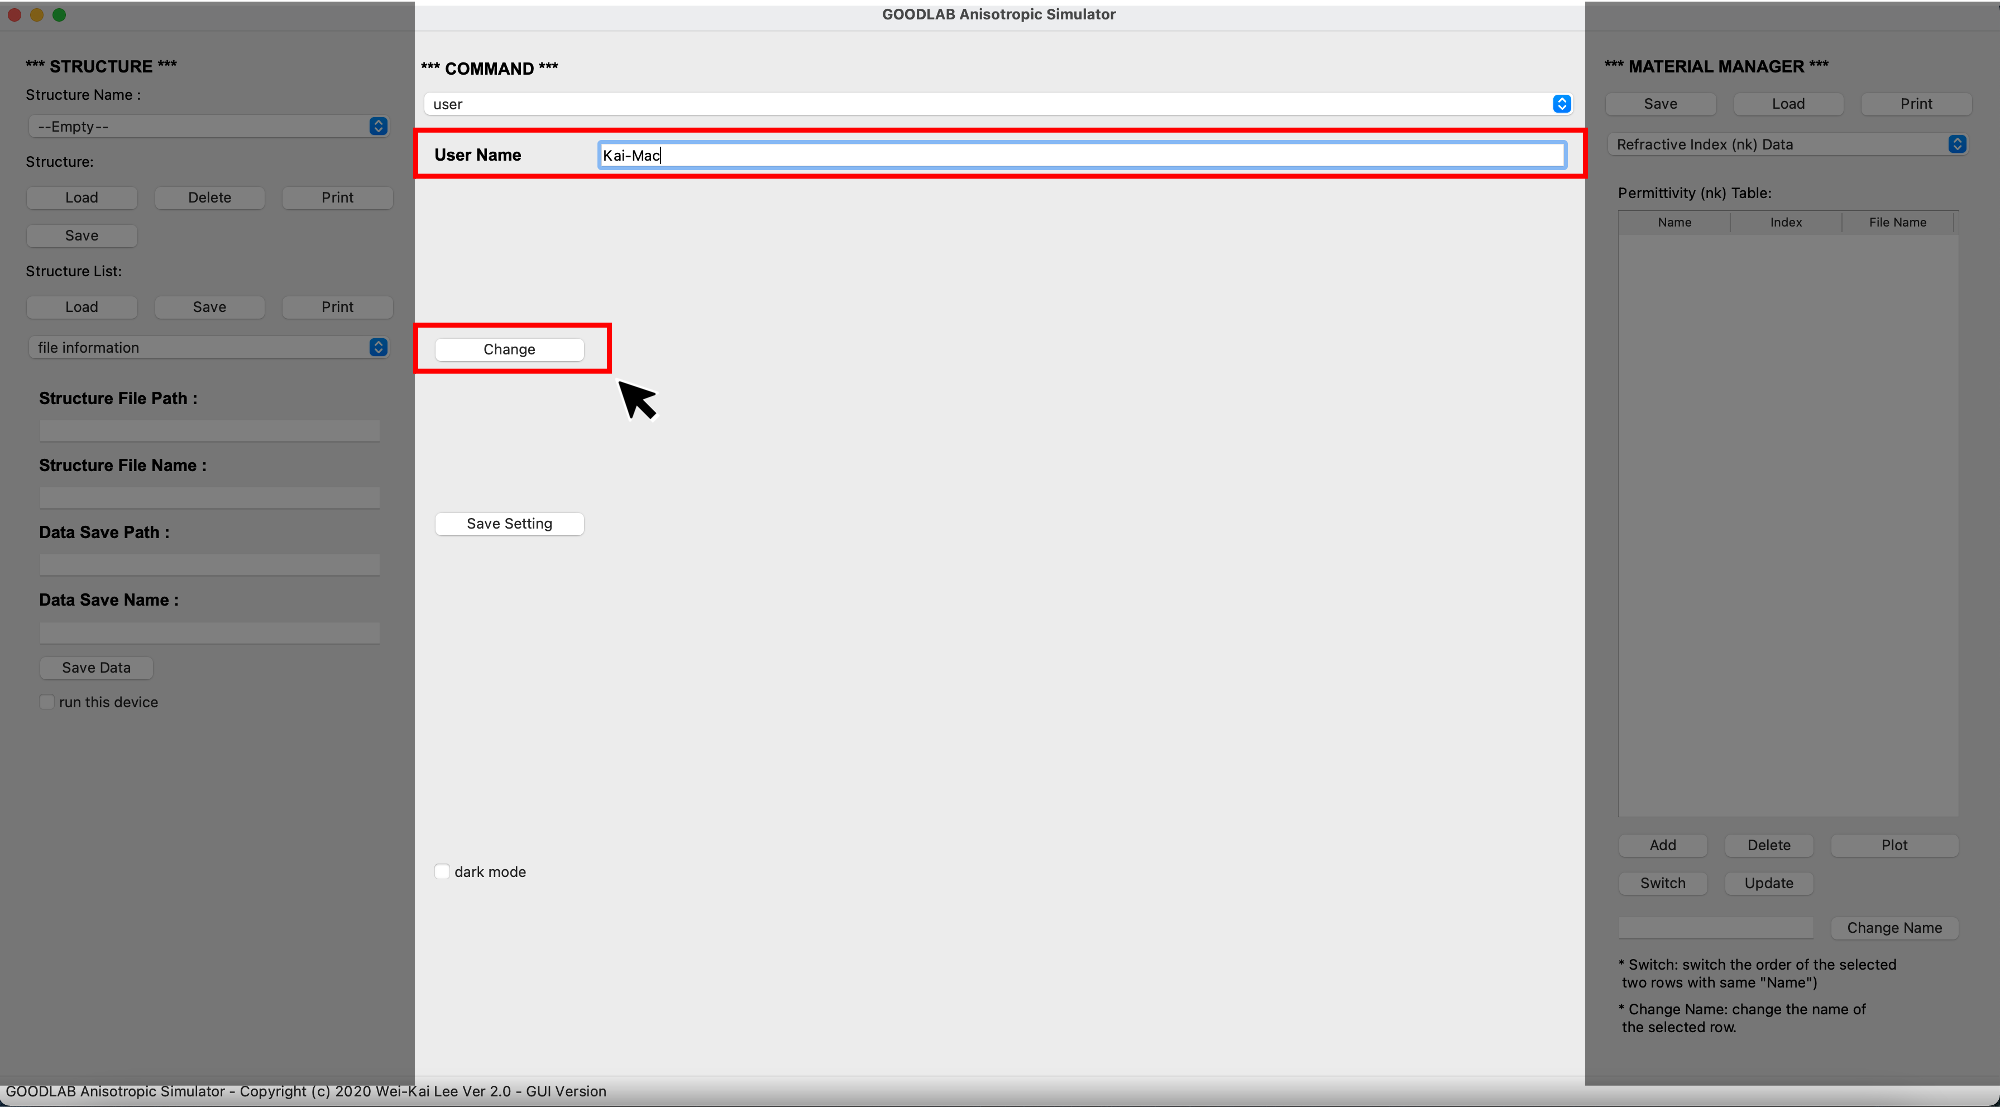 GOODLAB Anisotropic Simulator
*** STRUCTURE ***
Structure Name :
--Empty--
Structure:
Load Delete Print
Save
Structure List:
Load Save Print
file information
Structure File Path :
Structure File Name :
Data Save Path :
Data Save Name :
Save Data
run this device
*** COMMAND ***
user
User Name Kai-Mac
Change
Save Setting
dark mode
*** MATERIAL MANAGER ***
Save Load Print
Refractive Index (nk) Data
Permittivity (nk) Table:
Name Index File Name
Add Delete Plot
Switch Update
Change Name
* Switch: switch the order of the selected
two rows with same "Name")
* Change Name: change the name of
the selected row.
GOODLAB Anisotropic Simulator - Copyright (c) 2020 Wei-Kai Lee Ver 2.0 - GUI Version